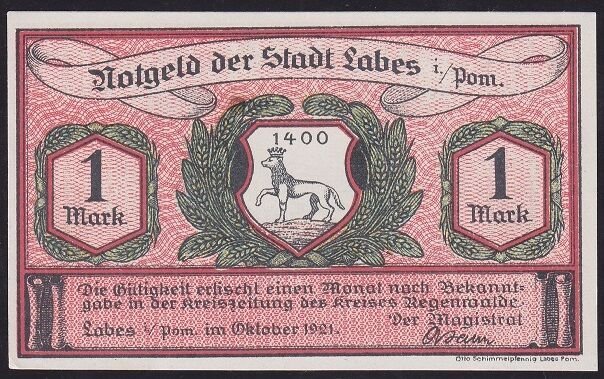 Notgeld der Stadt Labes i./Pom.
1400
1
Mark
1
Mark
Die Gültigkeit erlischt einen Monat nach Bekannt-
gabe in der Kreiszeitung des Kreises Regenwalde.
Labes i/Pom. im Oktober 1921.
Der Magistrat
Otto Schimmelpfennig Labes Pom.